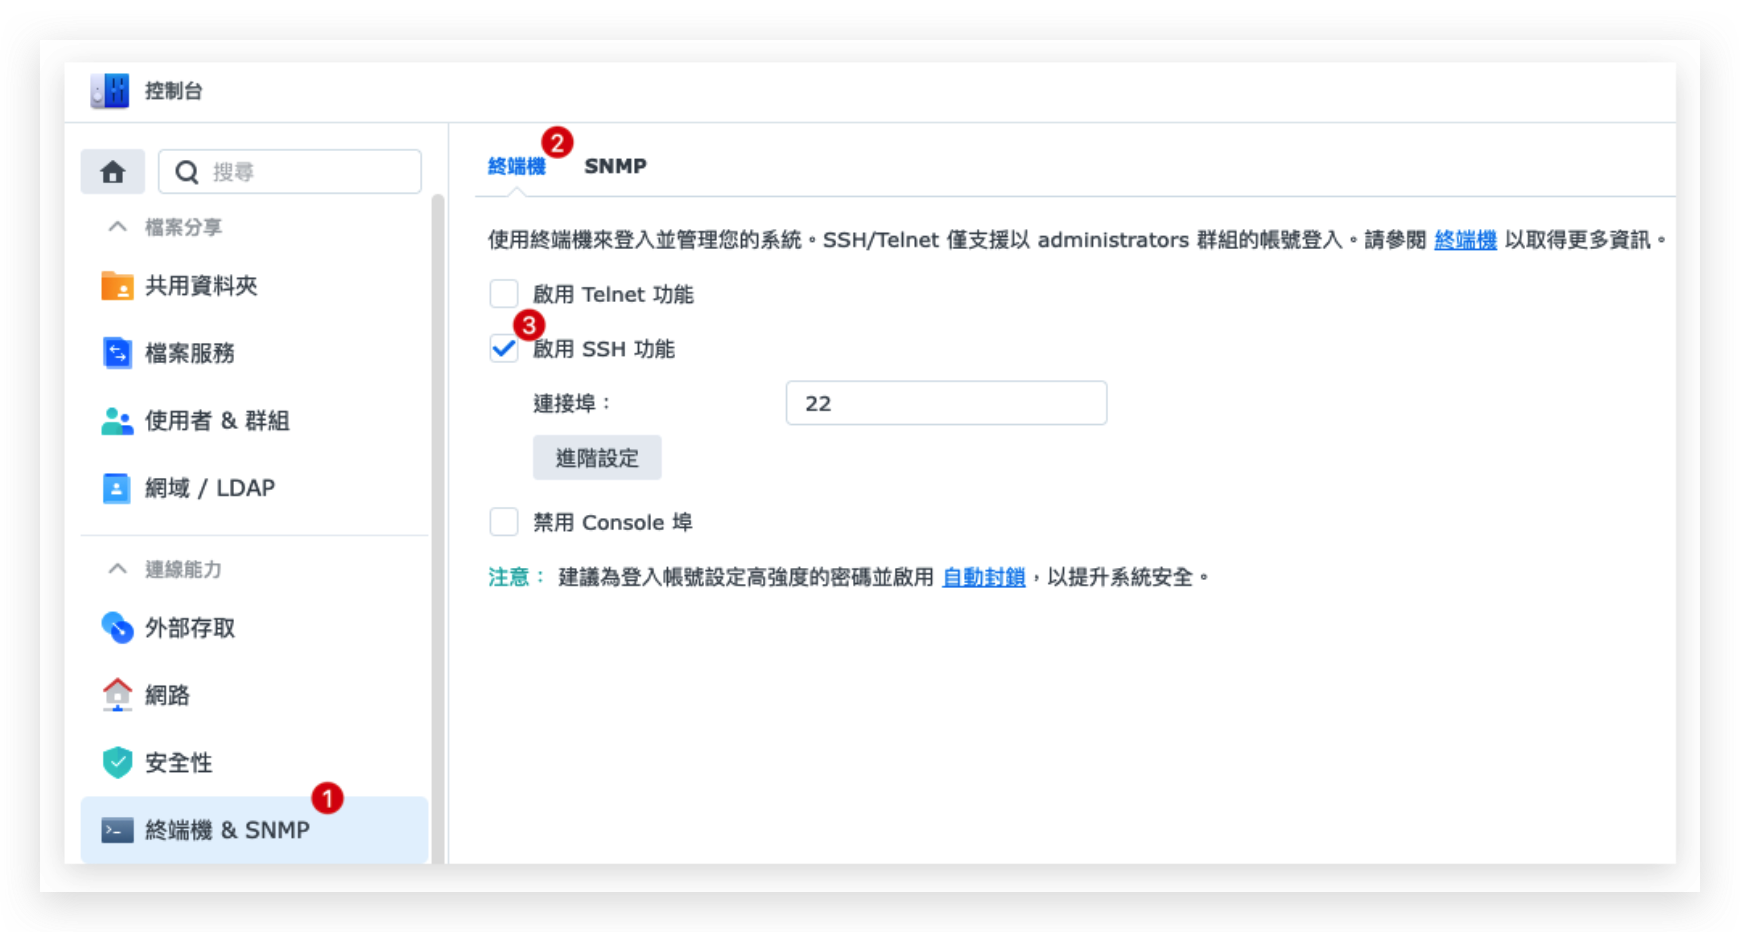 控制台
搜尋
檔案分享
共用資料夾
檔案服務
使用者 & 群組
網域 / LDAP
連線能力
外部存取
網路
安全性
1
終端機 & SNMP
2
終端機 SNMP
使用終端機來登入並管理您的系統。SSH/Telnet 僅支援以 administrators 群組的帳號登入。請參閱 終端機 以取得更多資訊。
啟用 Telnet 功能
3
啟用 SSH 功能
連接埠： 22
進階設定
禁用 Console 埠
注意： 建議為登入帳號設定高強度的密碼並啟用 自動封鎖，以提升系統安全。